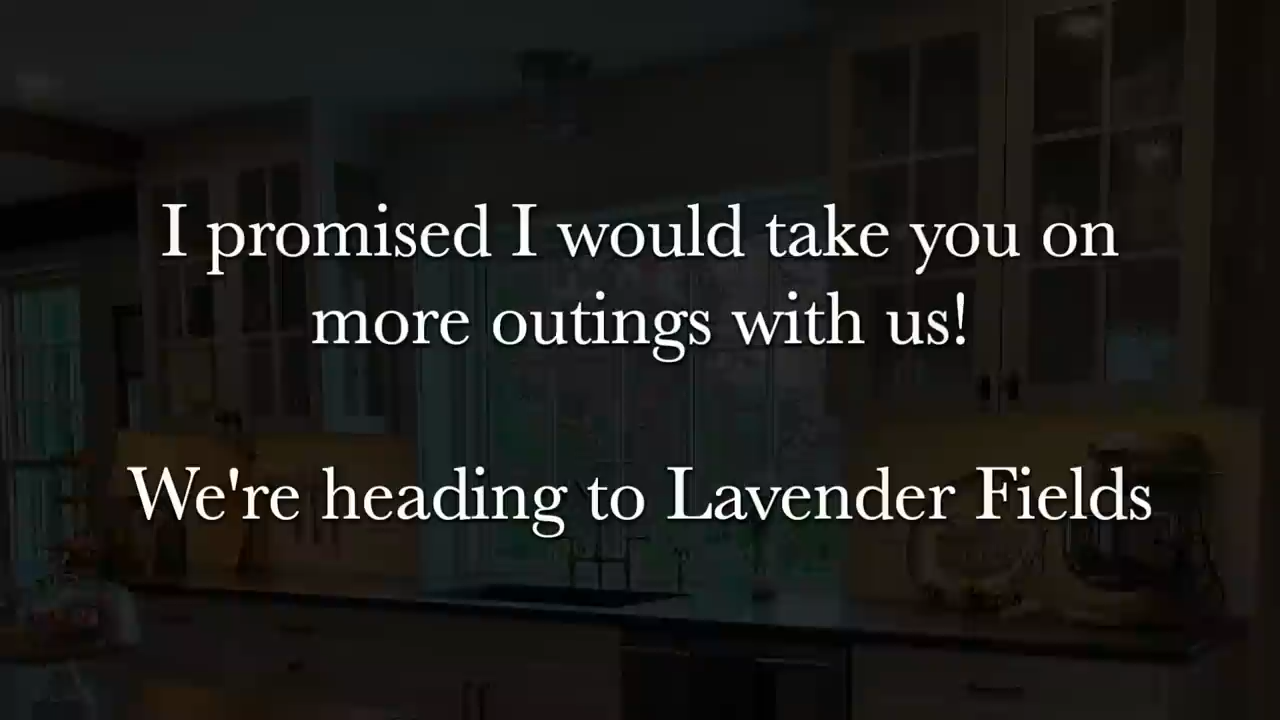 I promised I would take you on
more outings with us!
We're heading to Lavender Fields